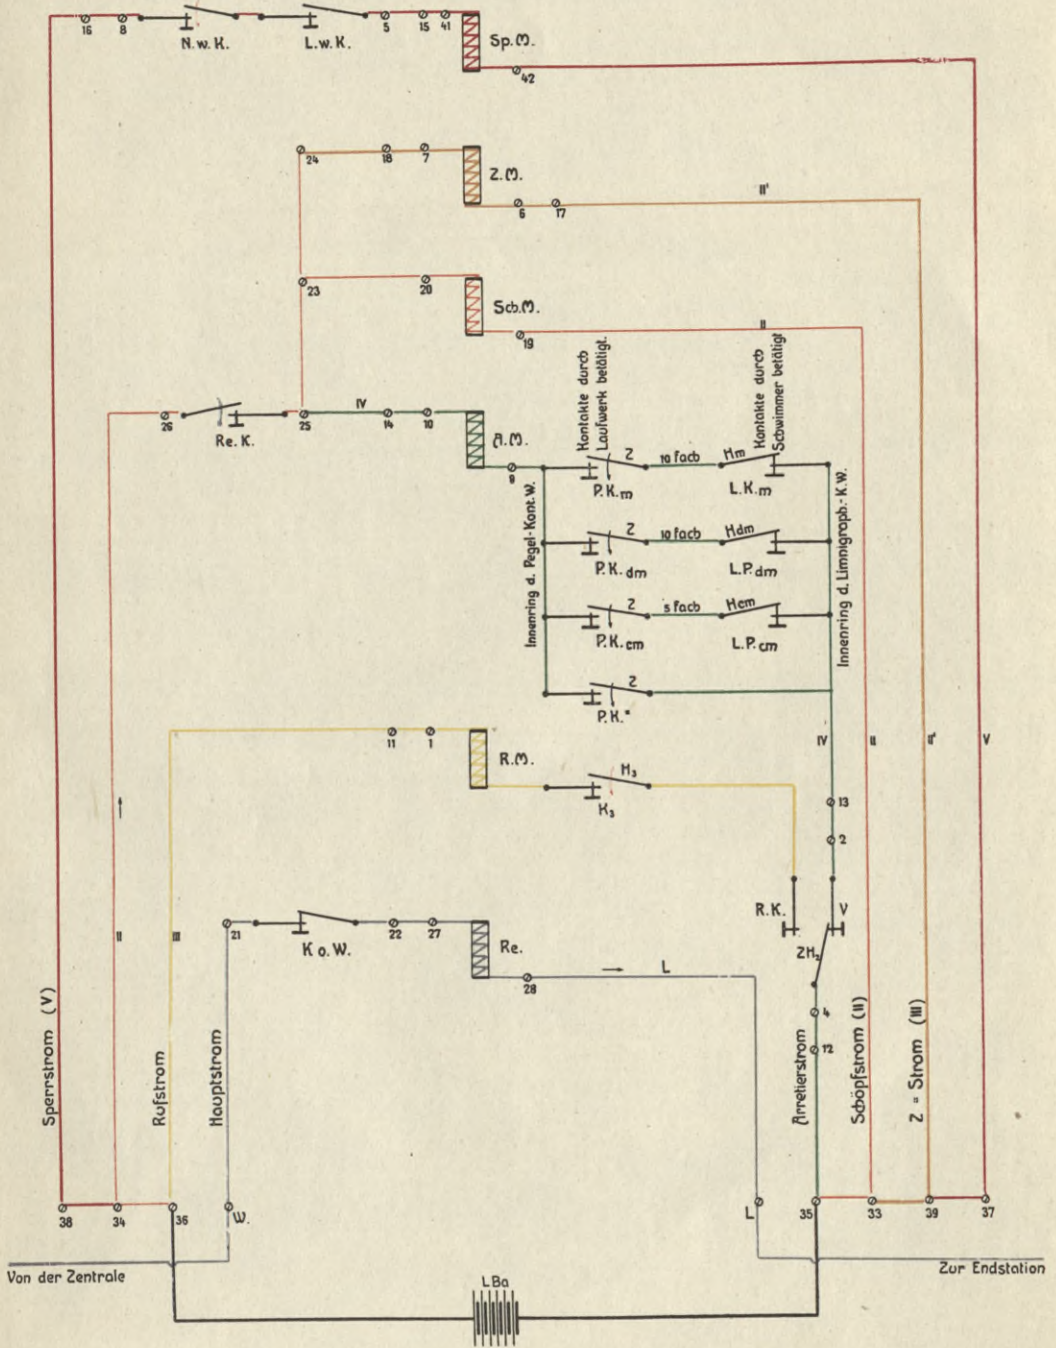 16 8 N.w.K. L.w.K. 5 15 41 Sp.M.
42
24 18 7 Z.M.
6 17 II'
23 20 Sch.M.
19 II
Kontakte durch
Laufwerk betätigt.
Kontakte durch
Schwimmer betätigt
26 Re.K. 25 IV 14 10 A.M.
9
Z 10 fach Hm
P.K.m L.K.m
Z 10 fach Hdm
P.K.dm L.P.dm
Z 5 fach Hcm
P.K.cm L.P.cm
Z
P.K."
Innenring d. Pegel-Kont.W.
Innenring d. Limnigraph.-K.W.
11 1 R.M.
H3
K3
IV II II' V
13
2
R.K. V
ZH2
4
12
II III
21 K o.W. 22 27 Re.
28 L
Sperrstrom (V)
Rufstrom
Hauptstrom
Arretierstrom
Schöpfstrom (II)
Z = Strom (III)
38 34 36 W. L 35 33 39 37
Von der Zentrale
Zur Endstation
L Ba